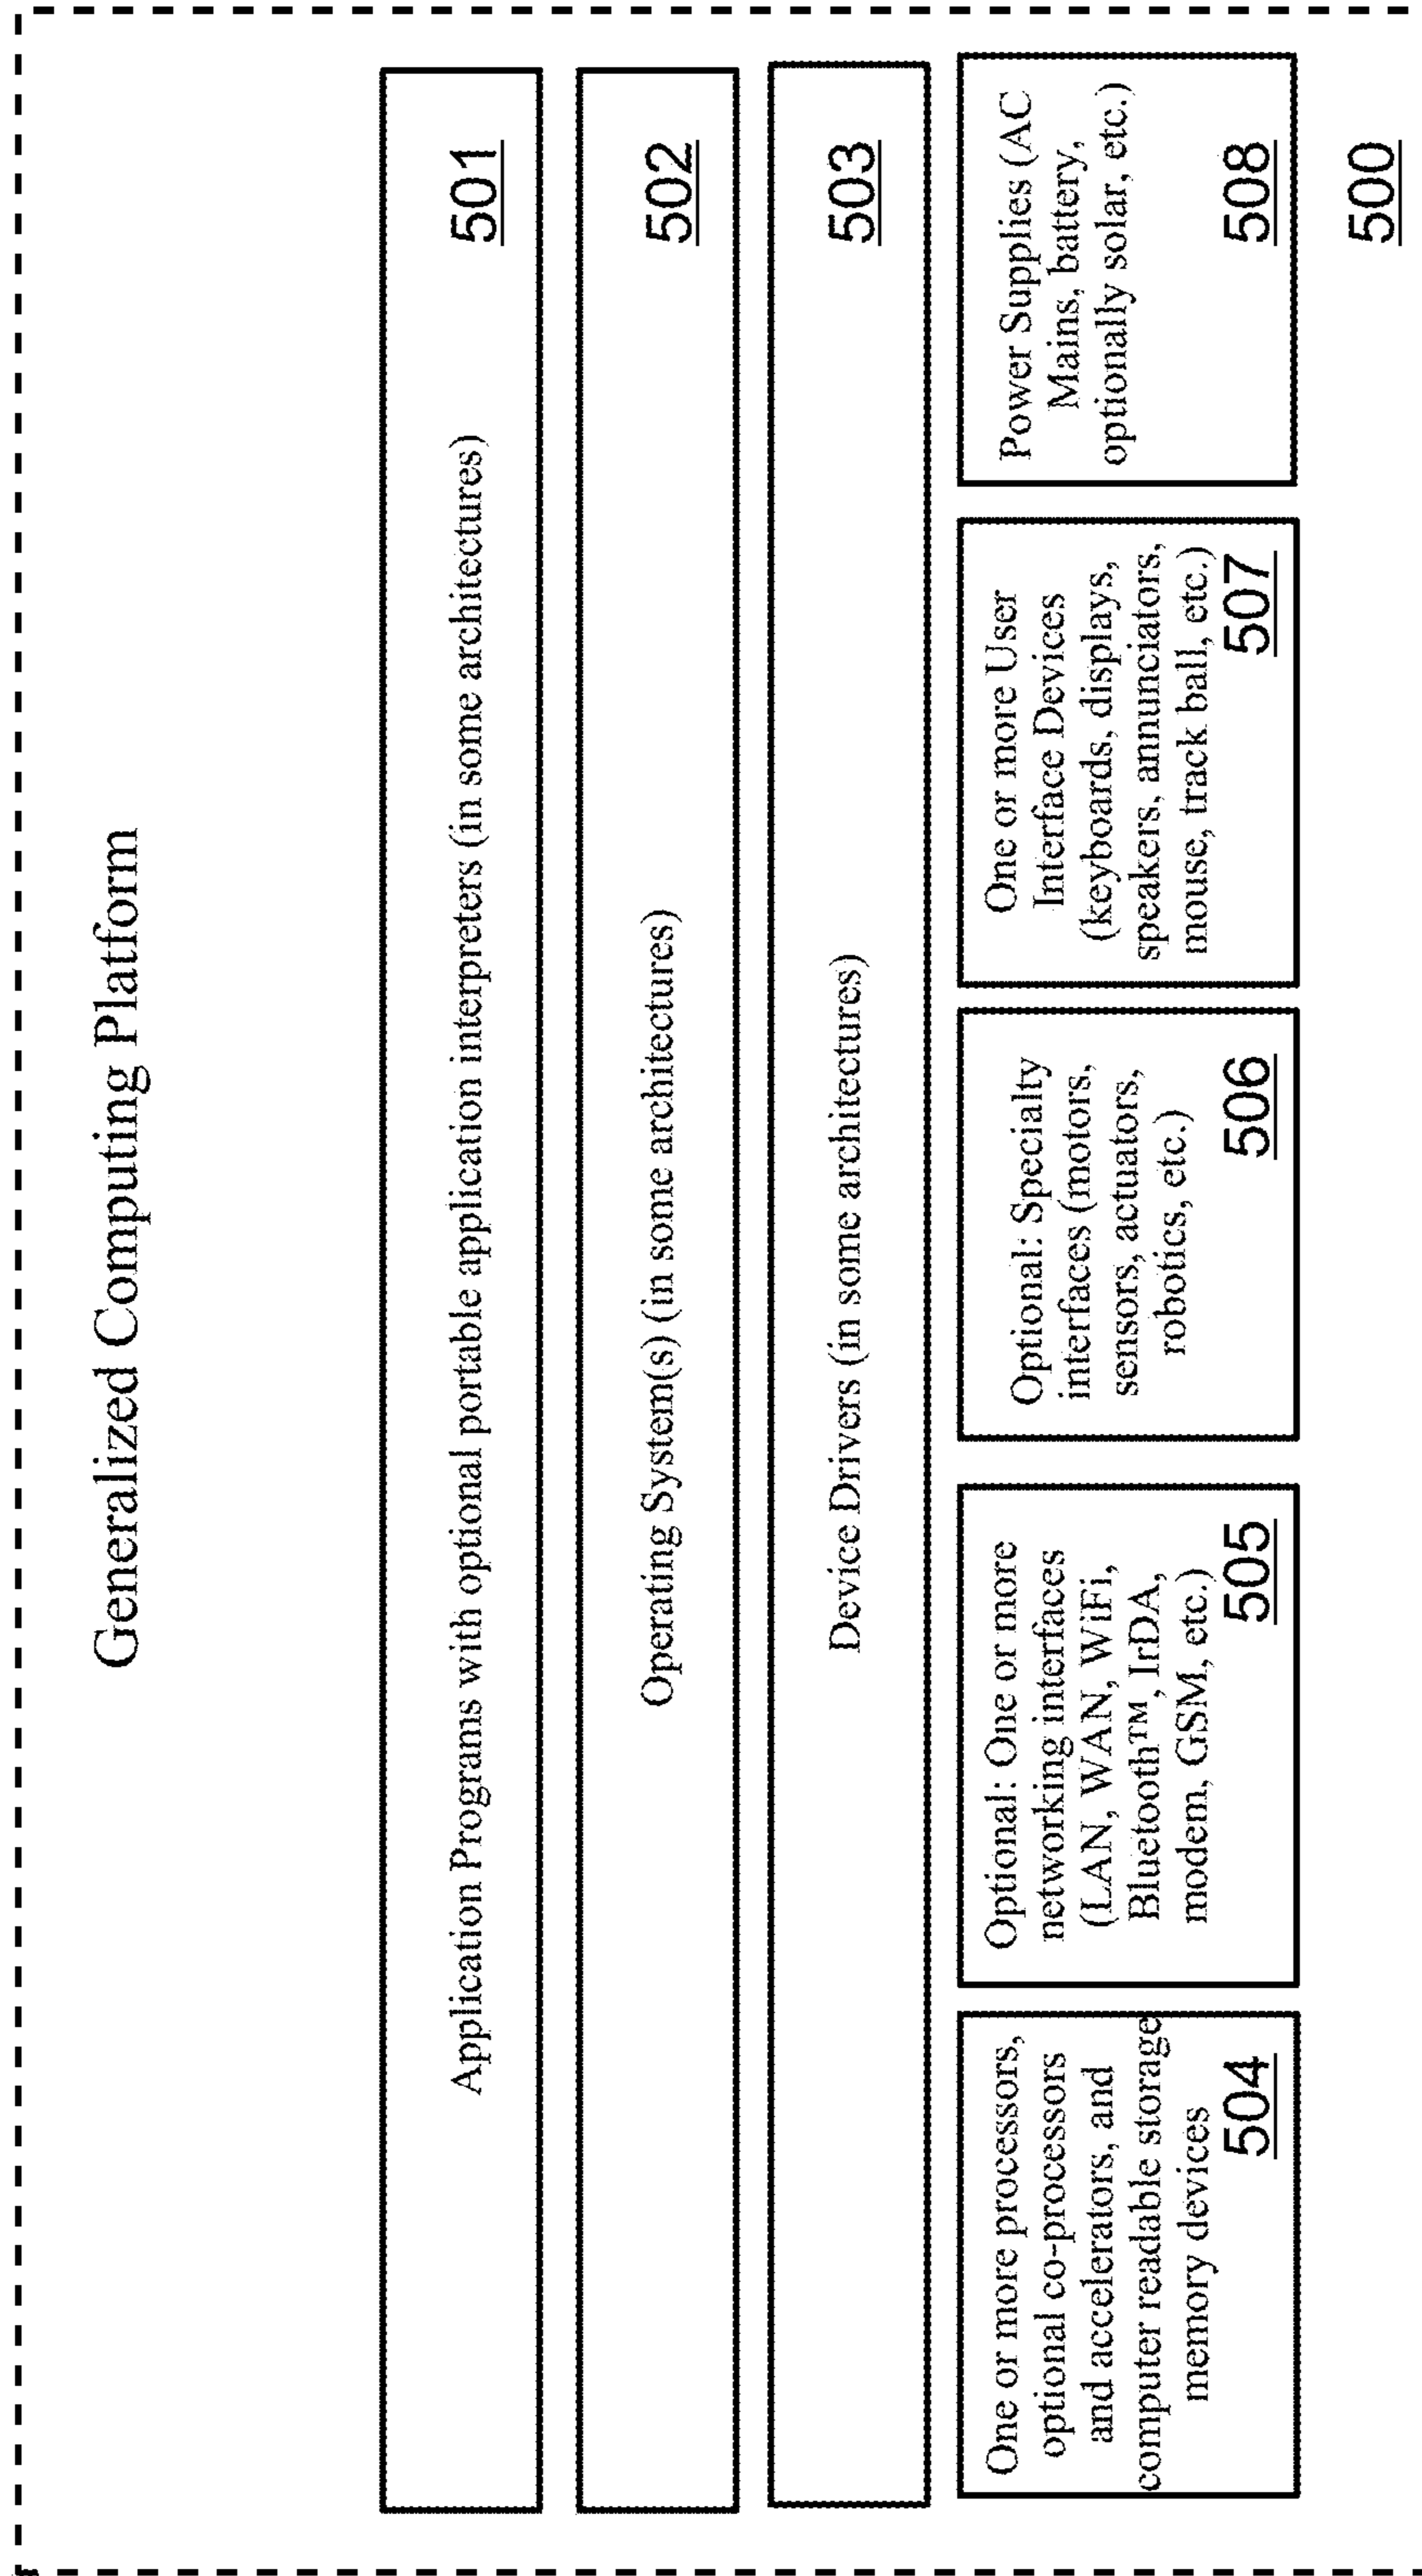 Generalized Computing Platform
Application Programs with optional portable application interpreters (in some architectures)
501
Operating System(s) (in some architectures)
502
Device Drivers (in some architectures)
503
One or more processors,
optional co-processors
and accelerators, and
computer readable storage
memory devices
504
Optional: One or more
networking interfaces
(LAN, WAN, WiFi,
Bluetooth™, IrDA,
modem, GSM, etc.)
505
Optional: Specialty
interfaces (motors,
sensors, actuators,
robotics, etc.)
506
One or more User
Interface Devices
(keyboards, displays,
speakers, annunciators,
mouse, track ball, etc.)
507
Power Supplies (AC
Mains, battery,
optionally solar, etc.)
508
500